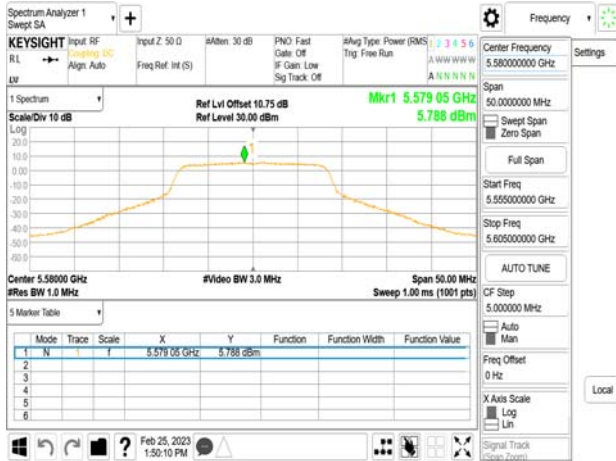 Spectrum Analyzer 1
Swept SA
Frequency
KEYSIGHT
Input: RF
Coupling: DC
Align: Auto
Input Z: 50 Ω
Freq Ref: Int (S)
#Atten: 30 dB
PNO: Fast
Gate: Off
IF Gain: Low
Sig Track: Off
#Avg Type: Power (RMS
Trig: Free Run
1 2 3 4 5 6
A W W W W W
A N N N N N
RL
LXI
1 Spectrum
Scale/Div 10 dB
Ref Lvl Offset 10.75 dB
Ref Level 30.00 dBm
Mkr1 5.579 05 GHz
5.788 dBm
Log
20.0
10.0
0.00
-10.0
-20.0
-30.0
-40.0
-50.0
-60.0
1
Center 5.58000 GHz
#Video BW 3.0 MHz
Span 50.00 MHz
#Res BW 1.0 MHz
Sweep 1.00 ms (1001 pts)
5 Marker Table
Mode Trace Scale X Y Function Function Width Function Value
1 N 1 f 5.579 05 GHz 5.788 dBm
2
3
4
5
6
Feb 25, 2023
1:50:10 PM
Center Frequency
5.580000000 GHz
Settings
Span
50.0000000 MHz
Swept Span
Zero Span
Full Span
Start Freq
5.555000000 GHz
Stop Freq
5.605000000 GHz
AUTO TUNE
CF Step
5.000000 MHz
Auto
Man
Freq Offset
0 Hz
Local
X Axis Scale
Log
Lin
Signal Track
(Span Zoom)